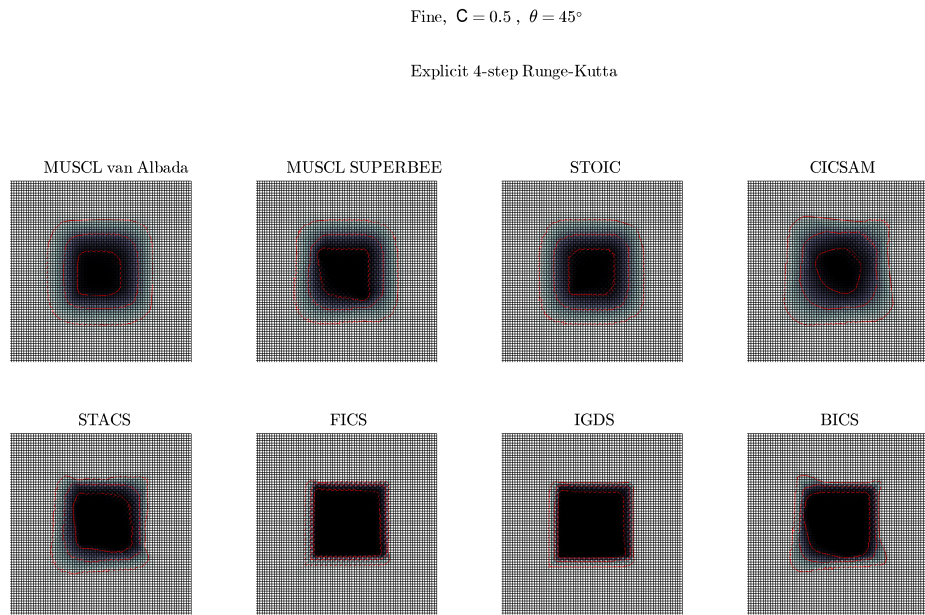 Fine, C = 0.5 , θ = 45°
Explicit 4-step Runge-Kutta
MUSCL van Albada
MUSCL SUPERBEE
STOIC
CICSAM
STACS
FICS
IGDS
BICS